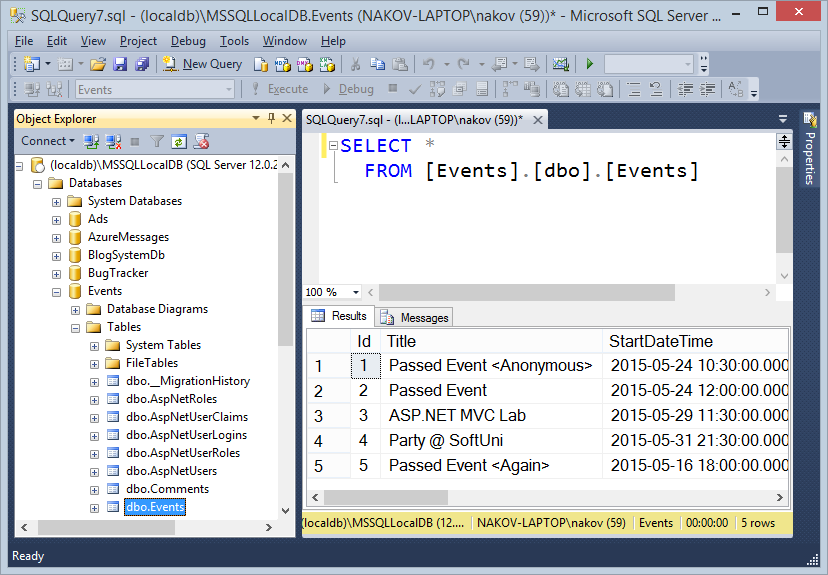 SQLQuery7.sql - (localdb)\MSSQLLocalDB.Events (NAKOV-LAPTOP\nakov (59))* - Microsoft SQL Server ...
File Edit View Project Debug Tools Window Help
New Query
Events Execute Debug
Object Explorer
Connect
(localdb)\MSSQLLocalDB (SQL Server 12.0.2
Databases
System Databases
Ads
AzureMessages
BlogSystemDb
BugTracker
Events
Database Diagrams
Tables
System Tables
FileTables
dbo.__MigrationHistory
dbo.AspNetRoles
dbo.AspNetUserClaims
dbo.AspNetUserLogins
dbo.AspNetUserRoles
dbo.AspNetUsers
dbo.Comments
dbo.Events
SQLQuery7.sql - (l...LAPTOP\nakov (59))*
SELECT *
FROM [Events].[dbo].[Events]
100 %
Results Messages
Id Title StartDateTime
1 1 Passed Event <Anonymous> 2015-05-24 10:30:00.000
2 2 Passed Event 2015-05-24 12:00:00.000
3 3 ASP.NET MVC Lab 2015-05-29 11:30:00.000
4 4 Party @ SoftUni 2015-05-31 21:30:00.000
5 5 Passed Event <Again> 2015-05-16 18:00:00.000
(localdb)\MSSQLLocalDB (12.... NAKOV-LAPTOP\nakov (59) Events 00:00:00 5 rows
Properties
Ready